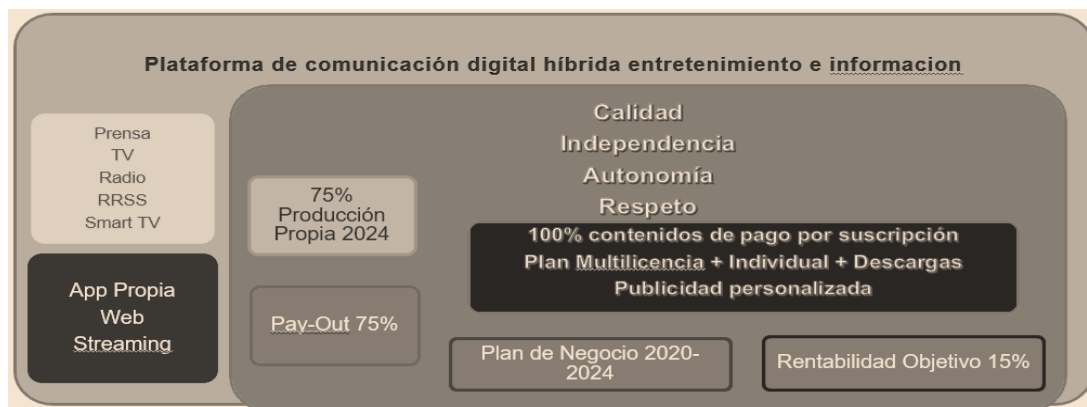 Plataforma de comunicación digital híbrida entretenimiento e informacion
Prensa
TV
Radio
RRSS
Smart TV
App Propia
Web
Streaming
75%
Producción
Propia 2024
Pay-Out 75%
Calidad
Independencia
Autonomía
Respeto
100% contenidos de pago por suscripción
Plan Multilicencia + Individual + Descargas
Publicidad personalizada
Plan de Negocio 2020-
2024
Rentabilidad Objetivo 15%